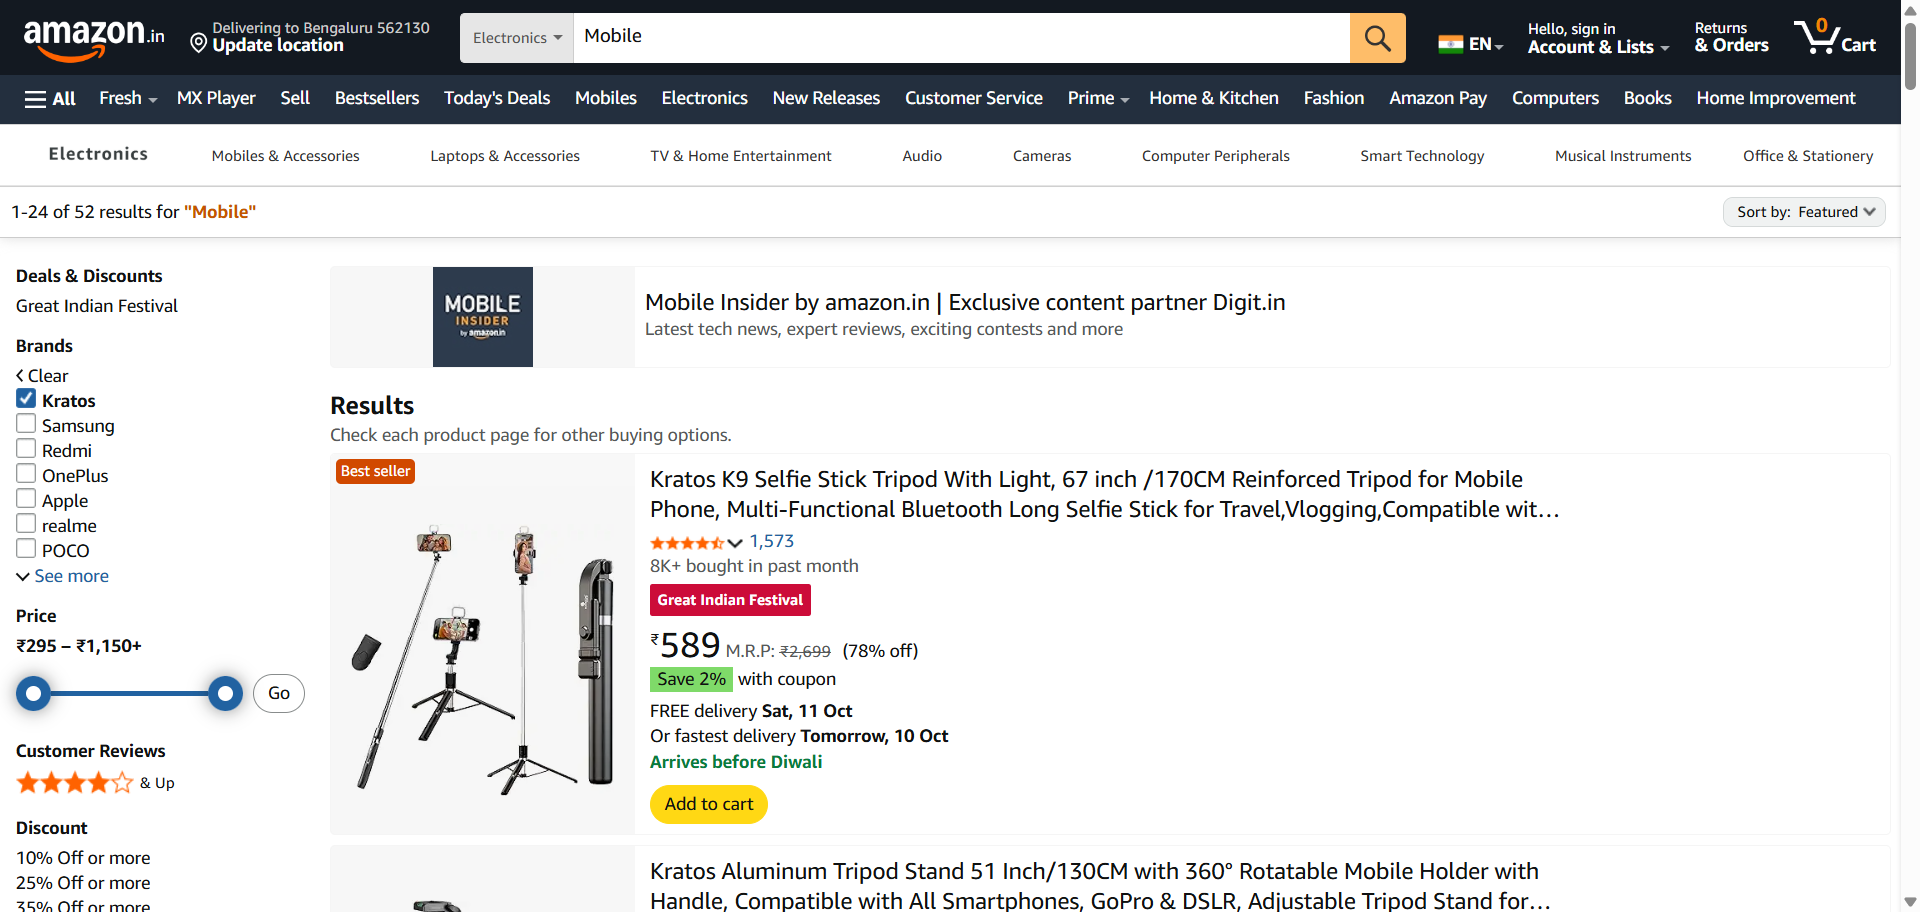 amazon.in
Delivering to Bengaluru 562130
Update location
Electronics
Mobile
EN
Hello, sign in
Account & Lists
Returns
& Orders
0
Cart
All
Fresh
MX Player
Sell
Bestsellers
Today's Deals
Mobiles
Electronics
New Releases
Customer Service
Prime
Home & Kitchen
Fashion
Amazon Pay
Computers
Books
Home Improvement
Electronics
Mobiles & Accessories
Laptops & Accessories
TV & Home Entertainment
Audio
Cameras
Computer Peripherals
Smart Technology
Musical Instruments
Office & Stationery
1-24 of 52 results for "Mobile"
Sort by: Featured
Deals & Discounts
Great Indian Festival
Brands
Clear
Kratos
Samsung
Redmi
OnePlus
Apple
realme
POCO
See more
Price
₹295 – ₹1,150+
Go
Customer Reviews
& Up
Discount
10% Off or more
25% Off or more
35% Off or more
MOBILE
INSIDER
by amazon.in
Mobile Insider by amazon.in | Exclusive content partner Digit.in
Latest tech news, expert reviews, exciting contests and more
Results
Check each product page for other buying options.
Best seller
Kratos K9 Selfie Stick Tripod With Light, 67 inch /170CM Reinforced Tripod for Mobile
Phone, Multi-Functional Bluetooth Long Selfie Stick for Travel,Vlogging,Compatible wit…
1,573
8K+ bought in past month
Great Indian Festival
₹589 M.R.P: ₹2,699 (78% off)
Save 2% with coupon
FREE delivery Sat, 11 Oct
Or fastest delivery Tomorrow, 10 Oct
Arrives before Diwali
Add to cart
Kratos Aluminum Tripod Stand 51 Inch/130CM with 360° Rotatable Mobile Holder with
Handle, Compatible with All Smartphones, GoPro & DSLR, Adjustable Tripod Stand for…